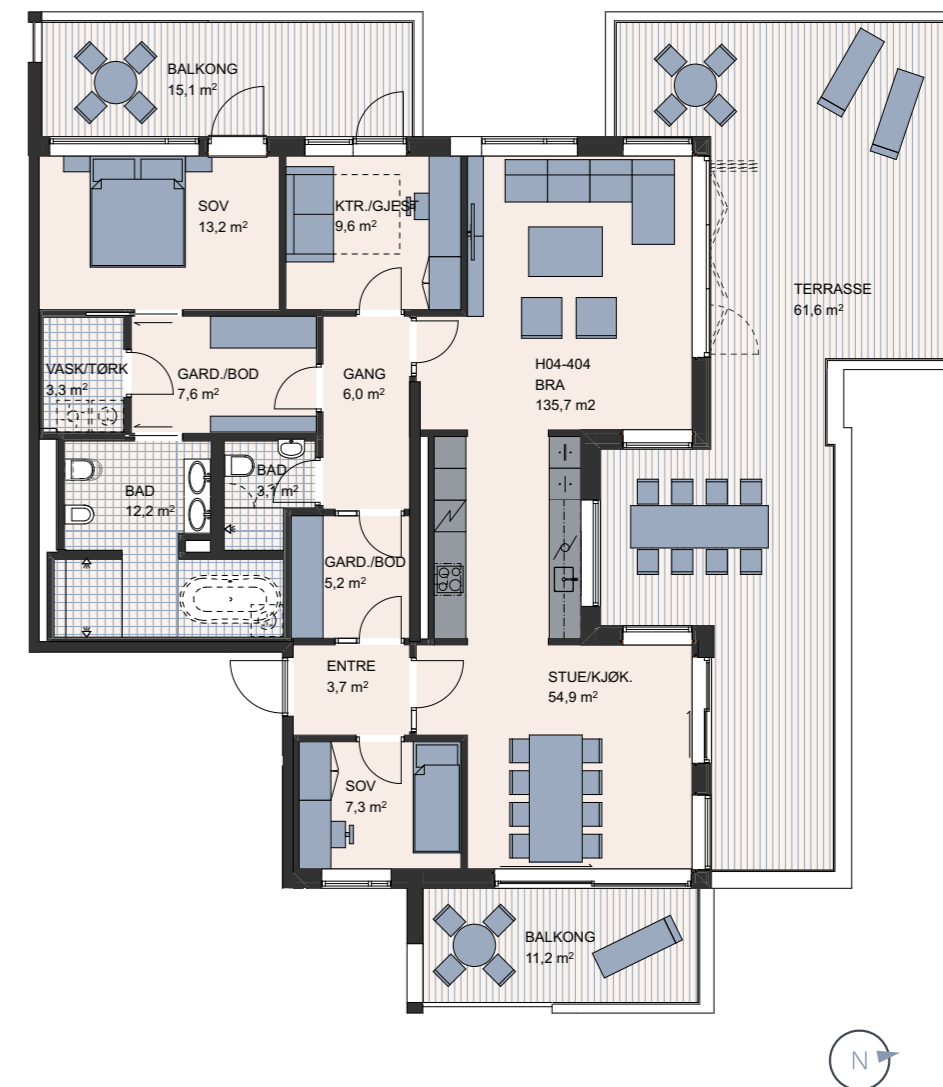 BALKONG
15,1 m²
SOV
13,2 m²
KTR./GJEST
9,6 m²
TERRASSE
61,6 m²
VASK/TØRK
3,3 m²
GARD./BOD
7,6 m²
GANG
6,0 m²
H04-404
BRA
135,7 m2
BAD
12,2 m²
BAD
3,1 m²
GARD./BOD
5,2 m²
ENTRE
3,7 m²
STUE/KJØK.
54,9 m²
SOV
7,3 m²
BALKONG
11,2 m²
N